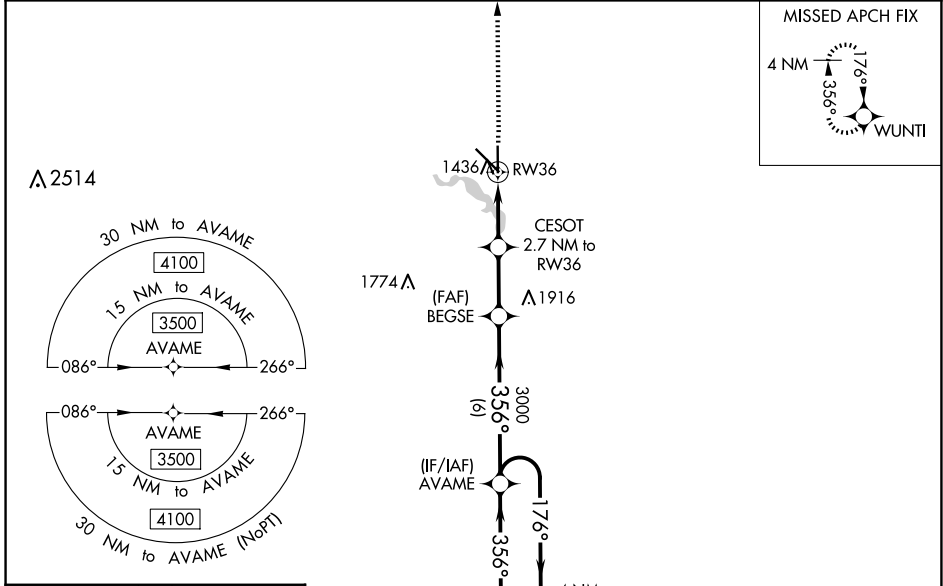 MISSED APCH FIX
4 NM
176°
356°
WUNTI
2514
1436
RW36
CESOT
2.7 NM to
RW36
1774
(FAF)
BEGSE
1916
3000
356°
(6)
(IF/IAF)
AVAME
176°
356°
30 NM to AVAME
4100
15 NM to AVAME
3500
AVAME
086°
266°
086°
266°
AVAME
3500
15 NM to AVAME
4100
30 NM to AVAME (NoPT)